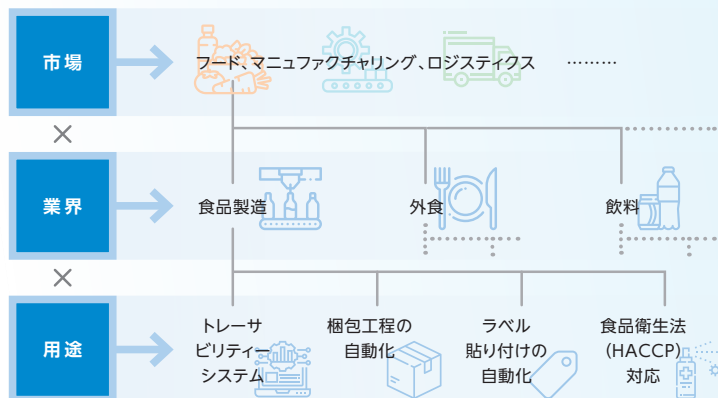 市場
フード、マニュファクチャリング、ロジスティクス ………
×
業界
食品製造
外食
飲料
×
用途
トレーサ
ビリティー
システム
梱包工程の
自動化
ラベル
貼り付けの
自動化
食品衛生法
(HACCP)
対応